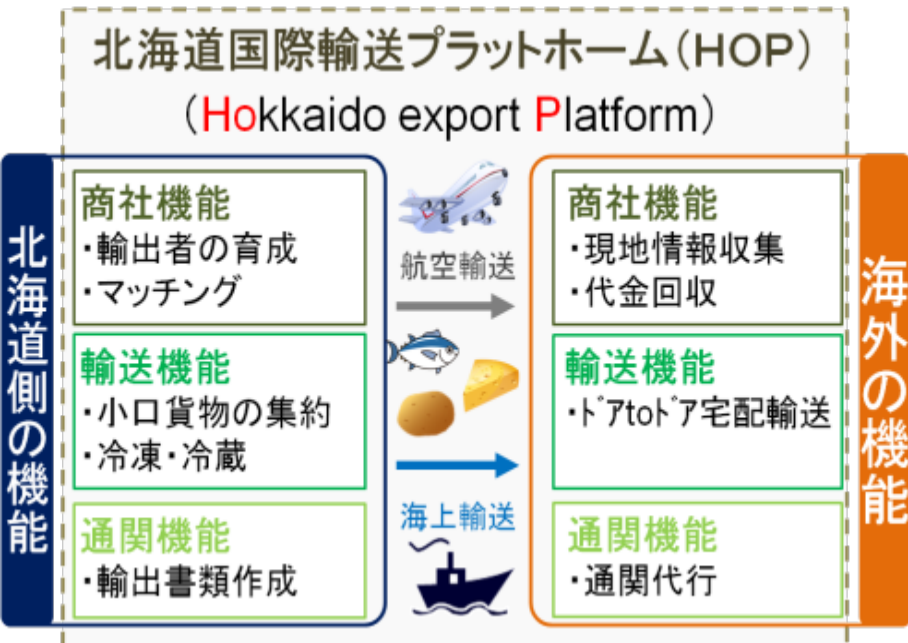 北海道国際輸送プラットホーム(HOP)
(Hokkaido export Platform)
北海道側の機能
商社機能
・輸出者の育成
・マッチング
輸送機能
・小口貨物の集約
・冷凍・冷蔵
通関機能
・輸出書類作成
航空輸送
海上輸送
商社機能
・現地情報収集
・代金回収
輸送機能
・ドアtoドア宅配輸送
通関機能
・通関代行
海外の機能